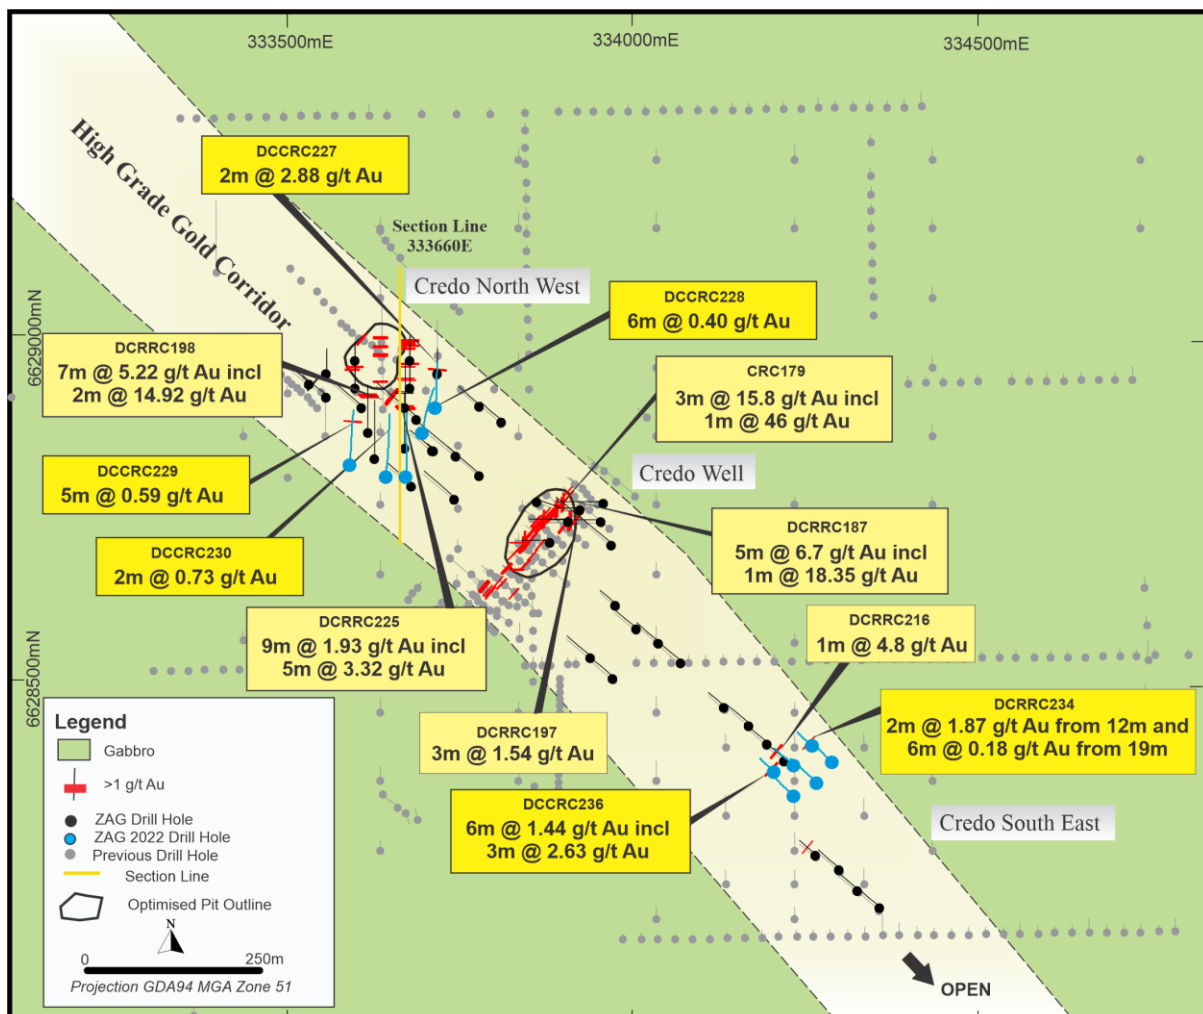 333500mE
334000mE
334500mE
High Grade Gold Corridor
DCCRC227
2m @ 2.88 g/t Au
Section Line
333660E
Credo North West
DCCRC228
6m @ 0.40 g/t Au
6629000mN
DCRRC198
7m @ 5.22 g/t Au incl
2m @ 14.92 g/t Au
CRC179
3m @ 15.8 g/t Au incl
1m @ 46 g/t Au
DCCRC229
5m @ 0.59 g/t Au
Credo Well
DCCRC230
2m @ 0.73 g/t Au
DCRRC187
5m @ 6.7 g/t Au incl
1m @ 18.35 g/t Au
DCRRC225
9m @ 1.93 g/t Au incl
5m @ 3.32 g/t Au
DCRRC216
1m @ 4.8 g/t Au
6628500mN
DCRRC197
3m @ 1.54 g/t Au
DCRRC234
2m @ 1.87 g/t Au from 12m and
6m @ 0.18 g/t Au from 19m
DCCRC236
6m @ 1.44 g/t Au incl
3m @ 2.63 g/t Au
Credo South East
Legend
Gabbro
>1 g/t Au
ZAG Drill Hole
ZAG 2022 Drill Hole
Previous Drill Hole
Section Line
Optimised Pit Outline
N
0 250m
Projection GDA94 MGA Zone 51
OPEN